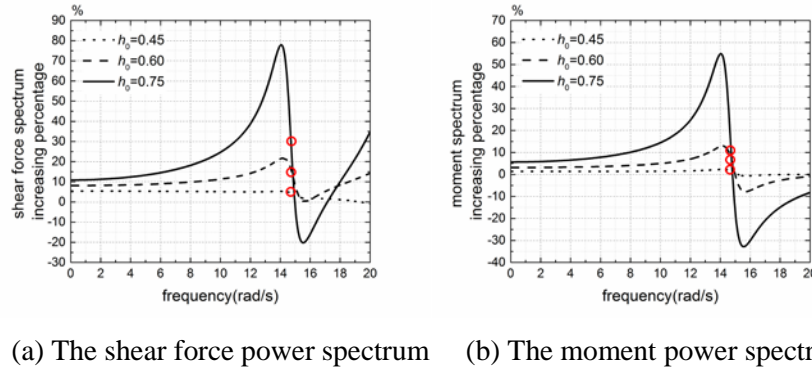 %
90
80
70
60
50
40
30
20
10
0
-10
-20
-30
shear force spectrum
increasing percentage
h₀=0.45
h₀=0.60
h₀=0.75
0 2 4 6 8 10 12 14 16 18 20
frequency(rad/s)
(a) The shear force power spectrum
%
70
60
50
40
30
20
10
0
-10
-20
-30
-40
moment spectrum
increasing percentage
h₀=0.45
h₀=0.60
h₀=0.75
0 2 4 6 8 10 12 14 16 18 20
frequency(rad/s)
(b) The moment power spectr